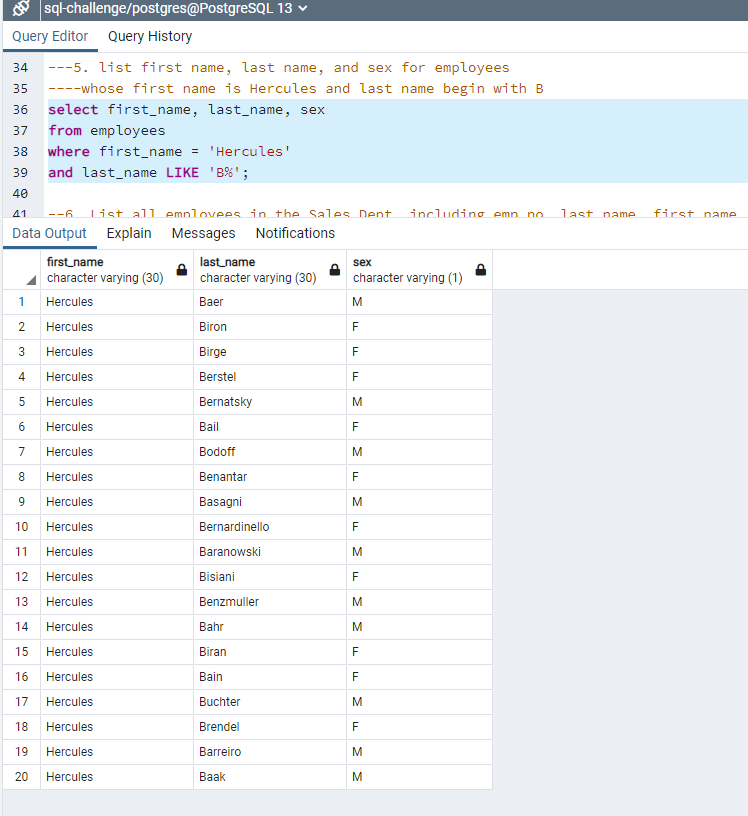 sql-challenge/postgres@PostgreSQL 13
Query Editor Query History
34 ---5. list first name, last name, and sex for employees
35 ----whose first name is Hercules and last name begin with B
36 select first_name, last_name, sex
37 from employees
38 where first_name = 'Hercules'
39 and last_name LIKE 'B%';
40
41 --6. List all employees in the Sales Dept, including emp_no, last_name, first_name,
Data Output Explain Messages Notifications
first_name last_name sex
character varying (30) character varying (30) character varying (1)
1 Hercules Baer M
2 Hercules Biron F
3 Hercules Birge F
4 Hercules Berstel F
5 Hercules Bernatsky M
6 Hercules Bail F
7 Hercules Bodoff M
8 Hercules Benantar F
9 Hercules Basagni M
10 Hercules Bernardinello F
11 Hercules Baranowski M
12 Hercules Bisiani F
13 Hercules Benzmuller M
14 Hercules Bahr M
15 Hercules Biran F
16 Hercules Bain F
17 Hercules Buchter M
18 Hercules Brendel F
19 Hercules Barreiro M
20 Hercules Baak M